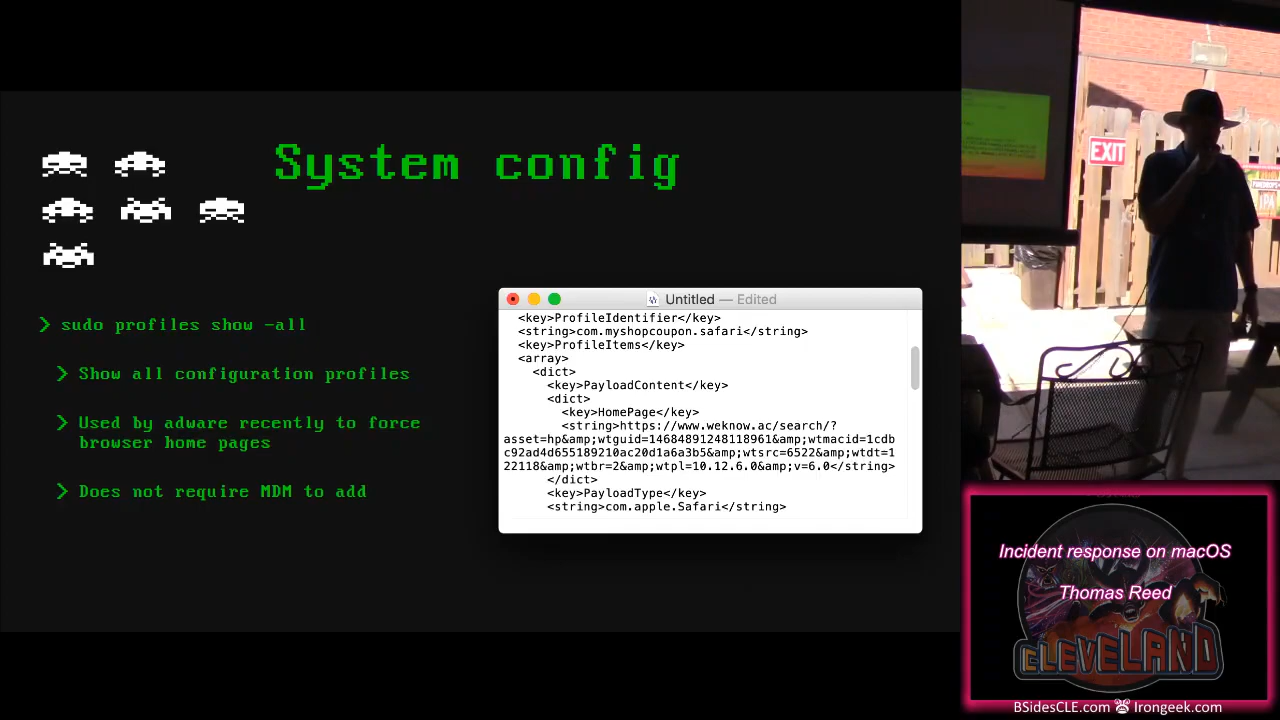 System config
> sudo profiles show -all
> Show all configuration profiles
> Used by adware recently to force
browser home pages
> Does not require MDM to add
Untitled — Edited
<key>ProfileIdentifier</key>
<string>com.myshopcoupon.safari</string>
<key>ProfileItems</key>
<array>
<dict>
<key>PayloadContent</key>
<dict>
<key>HomePage</key>
<string>https://www.weknow.ac/search/?
asset=hp&amp;wtguid=14684891248118961&amp;wtmacid=1cdb
c92ad4d655189210ac20d1a6a3b5&amp;wtsrc=6522&amp;wtdt=1
22118&amp;wtbr=2&amp;wtpl=10.12.6.0&amp;v=6.0</string>
</dict>
<key>PayloadType</key>
<string>com.apple.Safari</string>
EXIT
IPA
Incident response on macOS
Thomas Reed
CLEVELAND
BSidesCLE.com Irongeek.com